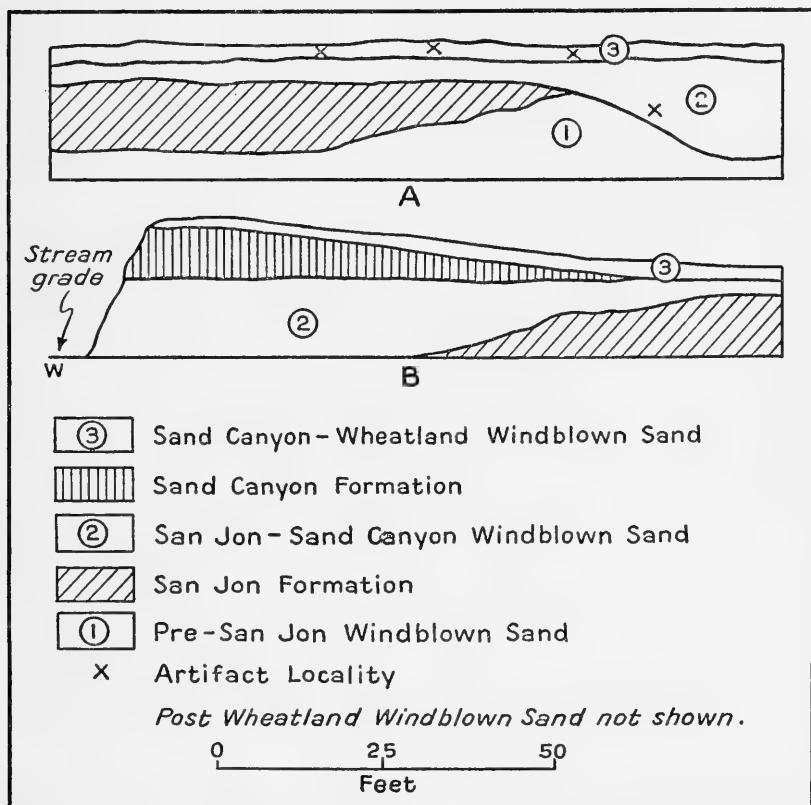 3
2
1
A
Stream
grade
3
2
W
B
3 Sand Canyon-Wheatland Windblown Sand
Sand Canyon Formation
2 San Jon-Sand Canyon Windblown Sand
San Jon Formation
1 Pre-San Jon Windblown Sand
x Artifact Locality
Post Wheatland Windblown Sand not shown.
0 25 50
Feet